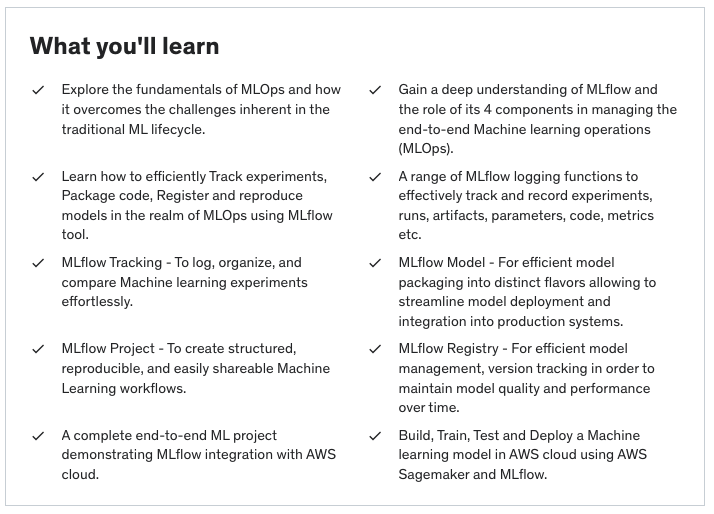 What you'll learn
Explore the fundamentals of MLOps and how
it overcomes the challenges inherent in the
traditional ML lifecycle.
Gain a deep understanding of MLflow and
the role of its 4 components in managing the
end-to-end Machine learning operations
(MLOps).
Learn how to efficiently Track experiments,
Package code, Register and reproduce
models in the realm of MLOps using MLflow
tool.
A range of MLflow logging functions to
effectively track and record experiments,
runs, artifacts, parameters, code, metrics
etc.
MLflow Tracking - To log, organize, and
compare Machine learning experiments
effortlessly.
MLflow Model - For efficient model
packaging into distinct flavors allowing to
streamline model deployment and
integration into production systems.
MLflow Project - To create structured,
reproducible, and easily shareable Machine
Learning workflows.
MLflow Registry - For efficient model
management, version tracking in order to
maintain model quality and performance
over time.
A complete end-to-end ML project
demonstrating MLflow integration with AWS
cloud.
Build, Train, Test and Deploy a Machine
learning model in AWS cloud using AWS
Sagemaker and MLflow.